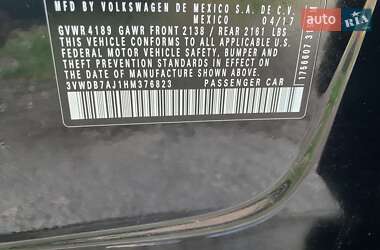 MFD BY VOLKSWAGEN DE MEXICO S.A. DE C.V.
MEXICO 04/17
GVWR 4189 GAWR FRONT 2138 / REAR 2161 LBS
THIS VEHICLE CONFORMS TO ALL APPLICABLE U.S.
FEDERAL MOTOR VEHICLE SAFETY, BUMPER AND
THEFT PREVENTION STANDARDS IN EFFECT ON
THE DATE OF MANUFACTURE SHOWN ABOVE.
3VWDB7AJ1HM376823 PASSENGER CAR
1756607
RIA.com